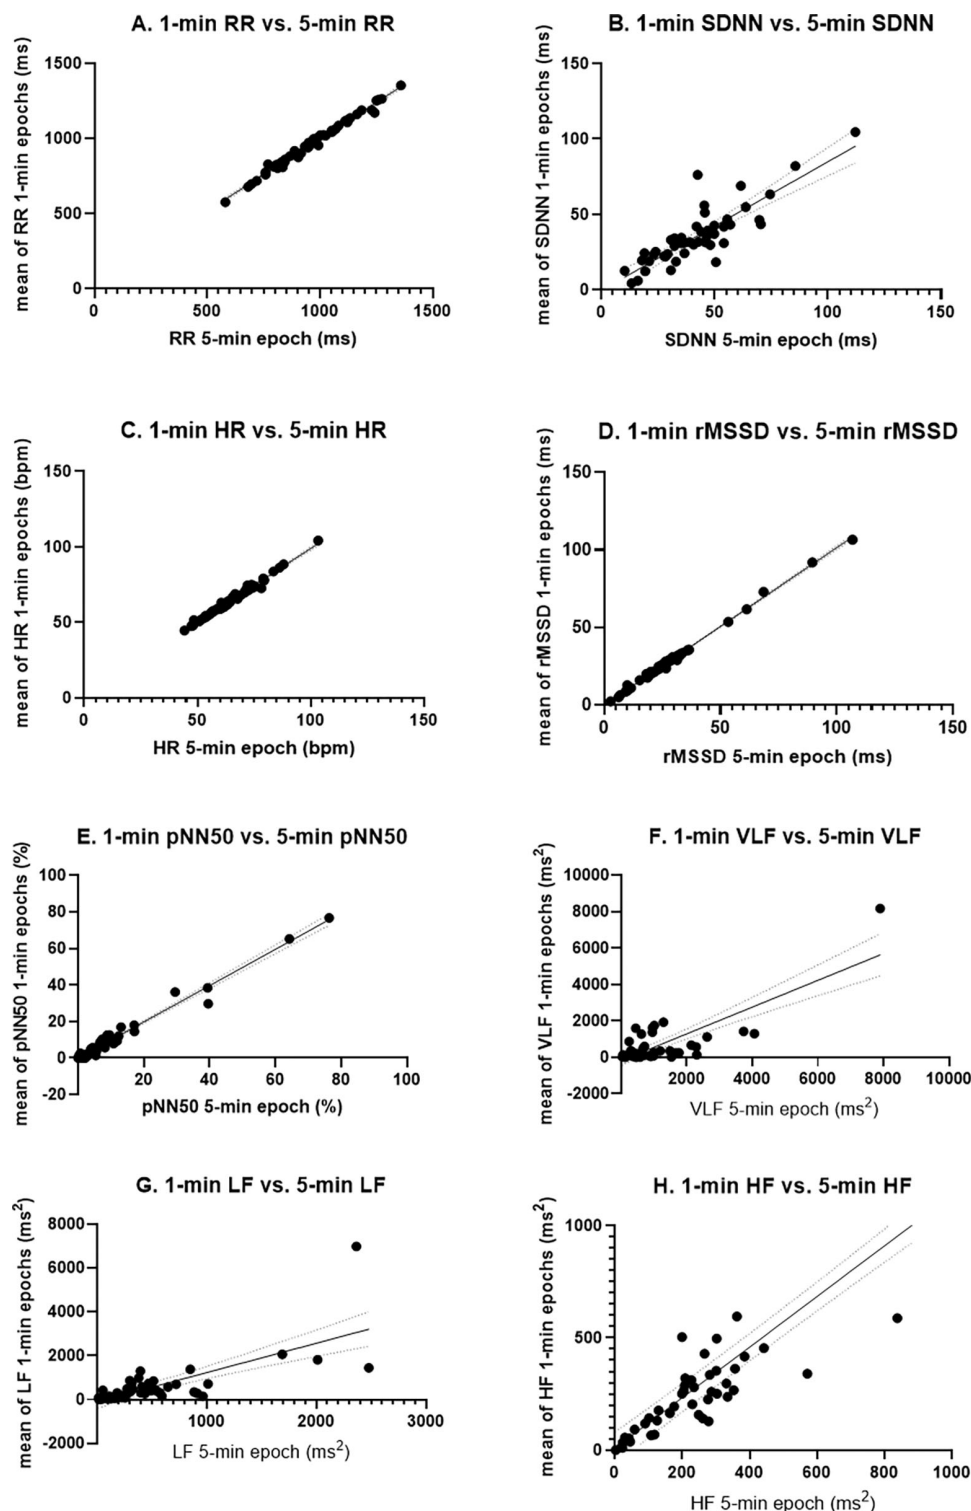 A. 1-min RR vs. 5-min RR
mean of RR 1-min epochs (ms)
1500
1000
500
0
0 500 1000 1500
RR 5-min epoch (ms)
B. 1-min SDNN vs. 5-min SDNN
mean of SDNN 1-min epochs (ms)
150
100
50
0
0 50 100 150
SDNN 5-min epoch (ms)
C. 1-min HR vs. 5-min HR
mean of HR 1-min epochs (bpm)
150
100
50
0
0 50 100 150
HR 5-min epoch (bpm)
D. 1-min rMSSD vs. 5-min rMSSD
mean of rMSSD 1-min epochs (ms)
150
100
50
0
0 50 100 150
rMSSD 5-min epoch (ms)
E. 1-min pNN50 vs. 5-min pNN50
mean of pNN50 1-min epochs (%)
100
80
60
40
20
0
-20
20 40 60 80 100
pNN50 5-min epoch (%)
F. 1-min VLF vs. 5-min VLF
mean of VLF 1-min epochs (ms²)
10000
8000
6000
4000
2000
0
-2000
2000 4000 6000 8000 10000
VLF 5-min epoch (ms²)
G. 1-min LF vs. 5-min LF
mean of LF 1-min epochs (ms²)
8000
6000
4000
2000
0
-2000
1000 2000 3000
LF 5-min epoch (ms²)
H. 1-min HF vs. 5-min HF
mean of HF 1-min epochs (ms²)
1000
500
0
0 200 400 600 800 1000
HF 5-min epoch (ms²)